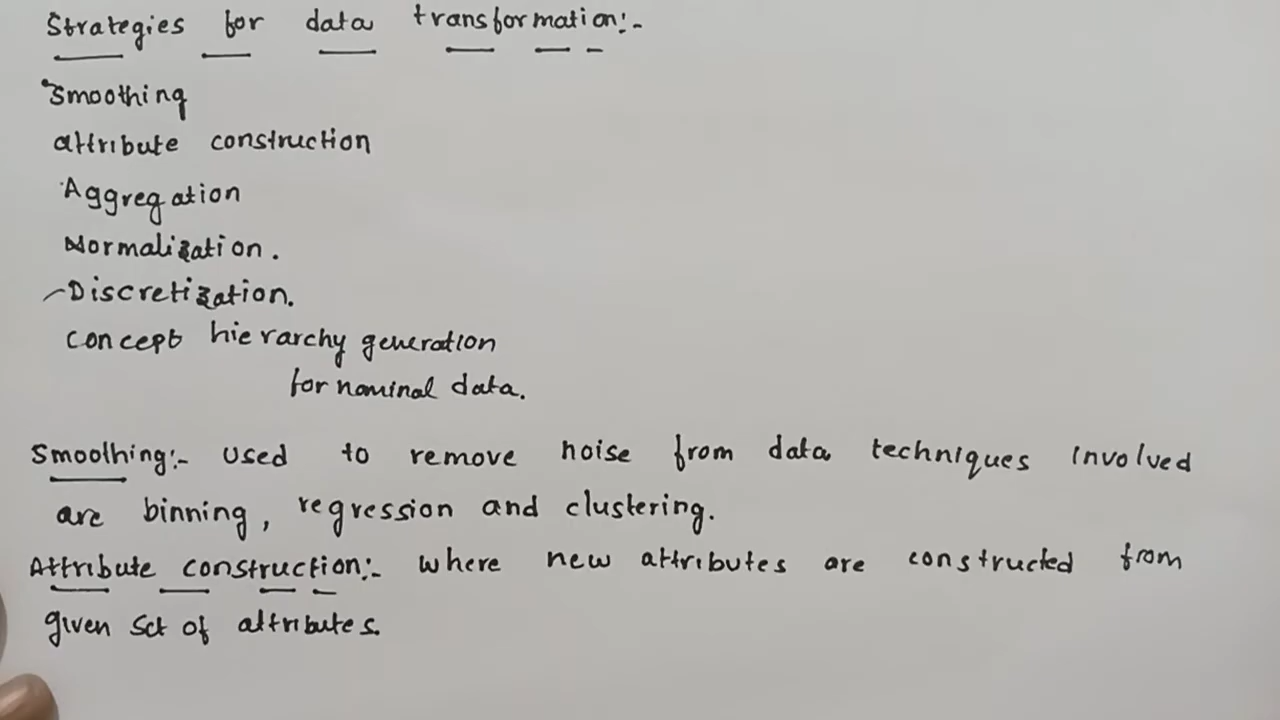 Strategies for data transformation:-
Smoothing
attribute construction
Aggregation
Normalization.
Discretization.
concept hierarchy generation
for nominal data.
Smoothing:- used to remove noise from data techniques involved
are binning, regression and clustering.
Attribute construction:- where new attributes are constructed from
given set of attributes.